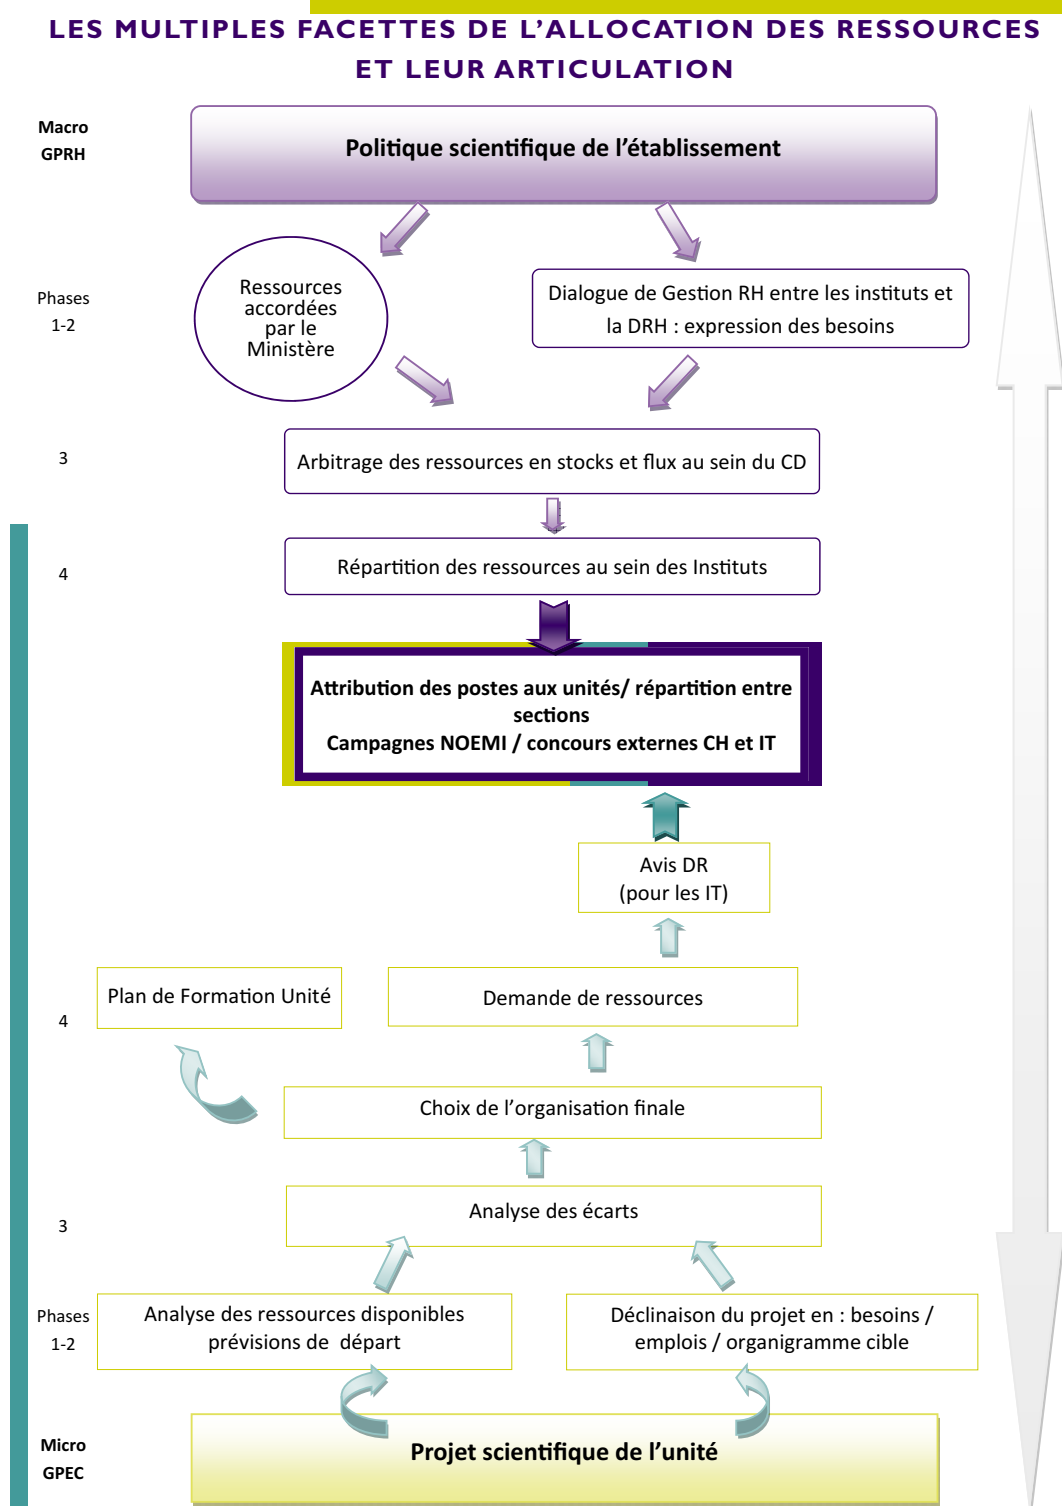 LES MULTIPLES FACETTES DE L’ALLOCATION DES RESSOURCES
ET LEUR ARTICULATION
Macro
GPRH
Politique scientifique de l’établissement
Phases
1-2
Ressources
accordées
par le
Ministère
Dialogue de Gestion RH entre les instituts et
la DRH : expression des besoins
3
Arbitrage des ressources en stocks et flux au sein du CD
4
Répartition des ressources au sein des Instituts
Attribution des postes aux unités/ répartition entre
sections
Campagnes NOEMI / concours externes CH et IT
Avis DR
(pour les IT)
Plan de Formation Unité
Demande de ressources
4
Choix de l’organisation finale
Analyse des écarts
3
Phases
1-2
Analyse des ressources disponibles
prévisions de départ
Déclinaison du projet en : besoins /
emplois / organigramme cible
Micro
GPEC
Projet scientifique de l’unité